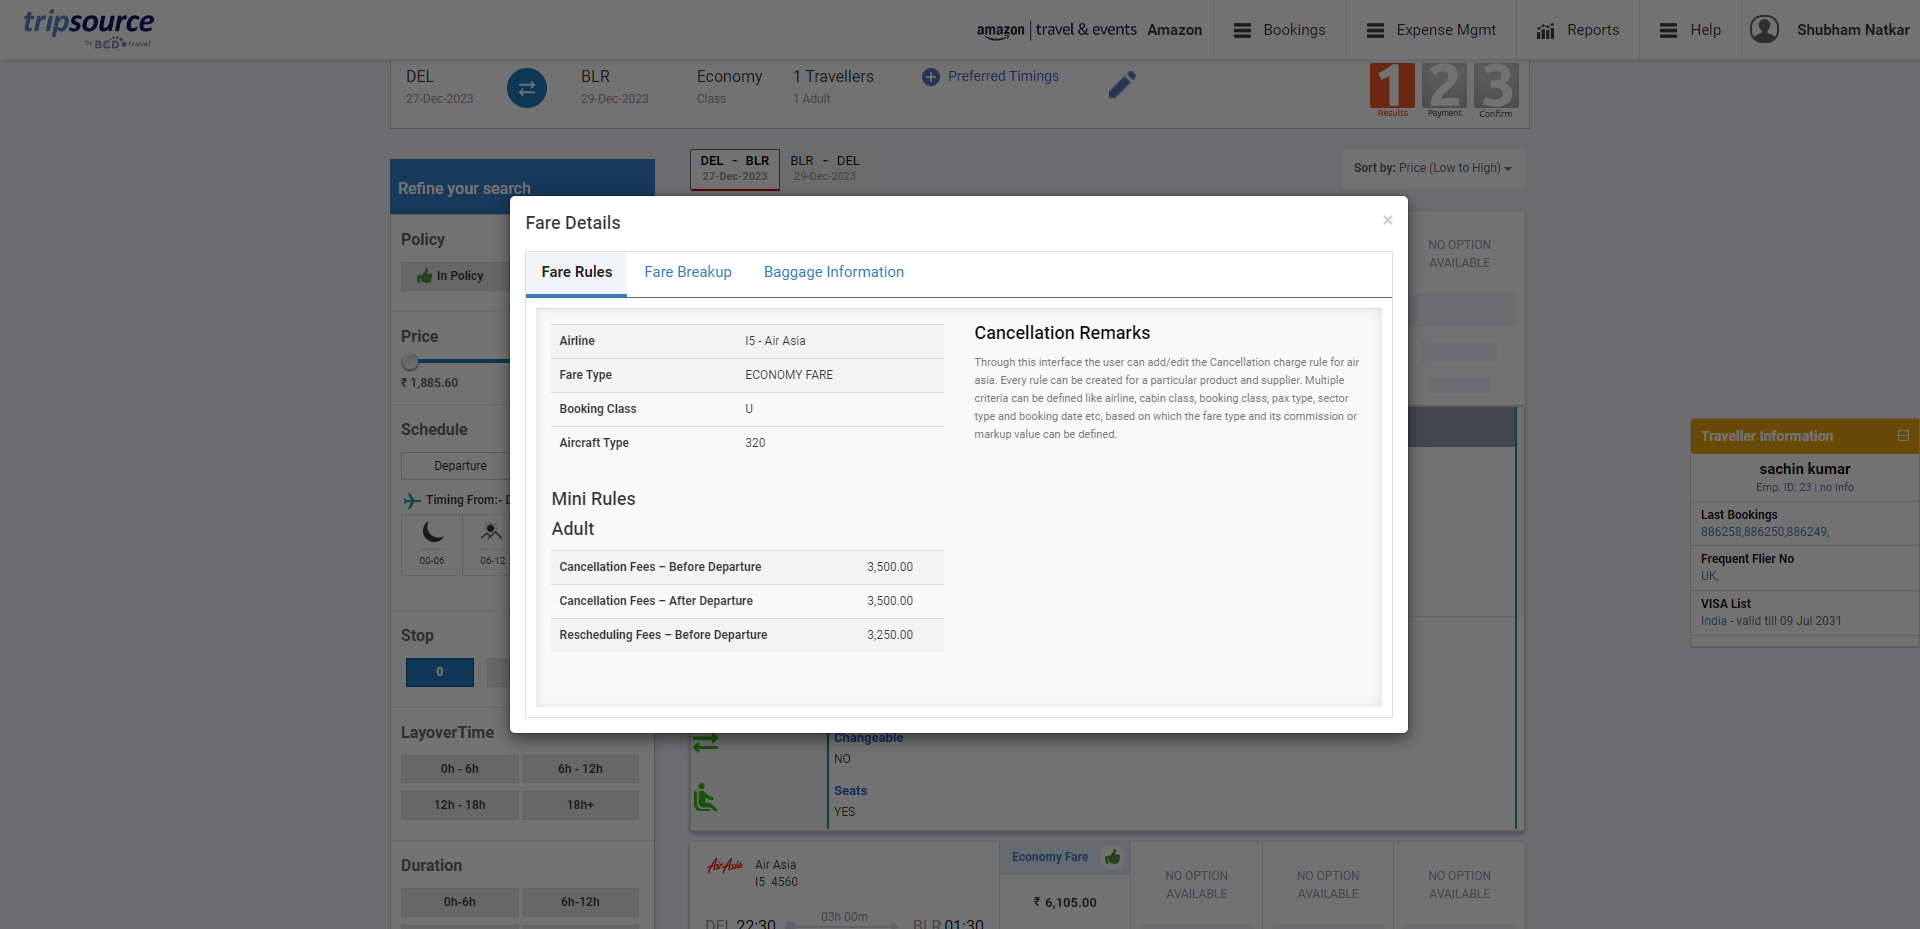 tripsource
by BCD travel
amazon | travel & events Amazon
Bookings
Expense Mgmt
Reports
Help
Shubham Natkar
DEL
27-Dec-2023
BLR
29-Dec-2023
Economy
Class
1 Travellers
1 Adult
Preferred Timings
1 2 3
Results Payment Confirm
DEL - BLR
27-Dec-2023
BLR - DEL
29-Dec-2023
Sort by: Price (Low to High)
Refine your search
Policy
In Policy
Price
₹ 1,885.60
Schedule
Departure
Timing From:- D
00-06
06-12
Stop
0
LayoverTime
0h - 6h
6h - 12h
12h - 18h
18h+
Duration
0h-6h
6h-12h
Fare Details
×
Fare Rules
Fare Breakup
Baggage Information
Airline I5 - Air Asia
Fare Type ECONOMY FARE
Booking Class U
Aircraft Type 320
Mini Rules
Adult
Cancellation Fees – Before Departure 3,500.00
Cancellation Fees – After Departure 3,500.00
Rescheduling Fees – Before Departure 3,250.00
Cancellation Remarks
Through this interface the user can add/edit the Cancellation charge rule for air
asia. Every rule can be created for a particular product and supplier. Multiple
criteria can be defined like airline, cabin class, booking class, pax type, sector
type and booking date etc, based on which the fare type and its commission or
markup value can be defined.
NO OPTION
AVAILABLE
Traveller Information
sachin kumar
Emp. ID: 23 | no Info
Last Bookings
886258,886250,886249,
Frequent Flier No
UK,
VISA List
India - valid till 09 Jul 2031
Changeable
NO
Seats
YES
AirAsia
Air Asia
I5 4560
DEL 22:30
03h 00m
BLR 01:30
Economy Fare
₹ 6,105.00
NO OPTION
AVAILABLE
NO OPTION
AVAILABLE
NO OPTION
AVAILABLE